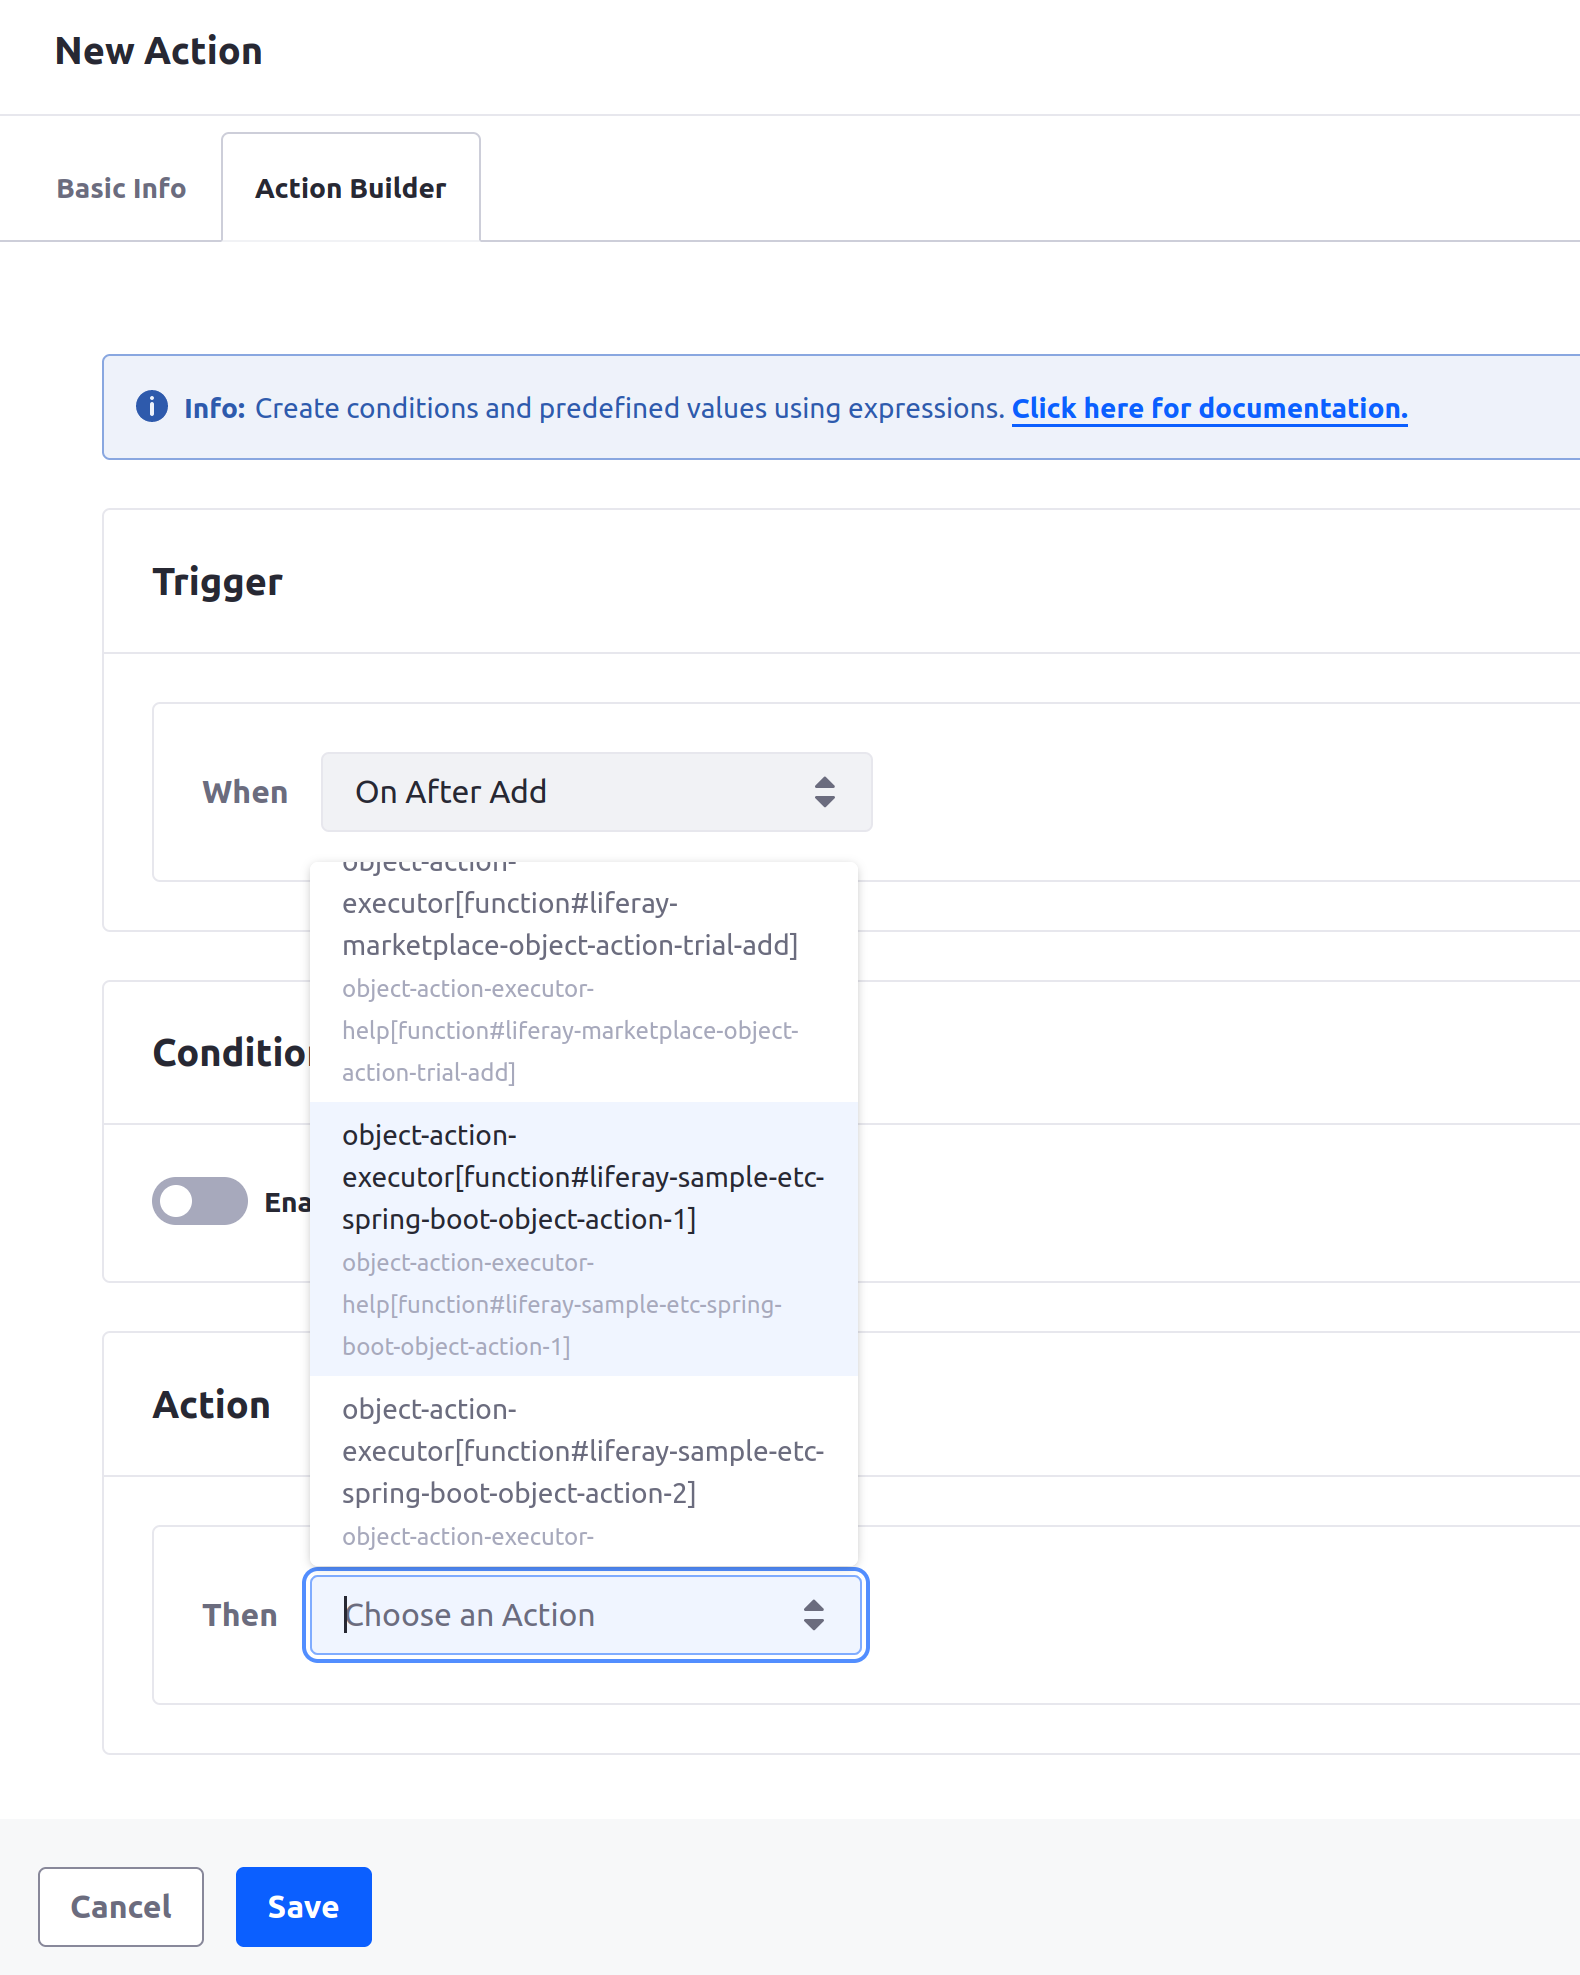 New Action
Basic Info
Action Builder
Info: Create conditions and predefined values using expressions. Click here for documentation.
Trigger
When
On After Add
object-action-
executor[function#liferay-
marketplace-object-action-trial-add]
object-action-executor-
help[function#liferay-marketplace-object-
action-trial-add]
Condition
Ena
object-action-
executor[function#liferay-sample-etc-
spring-boot-object-action-1]
object-action-executor-
help[function#liferay-sample-etc-spring-
boot-object-action-1]
Action
object-action-
executor[function#liferay-sample-etc-
spring-boot-object-action-2]
object-action-executor-
Then
Choose an Action
Cancel
Save